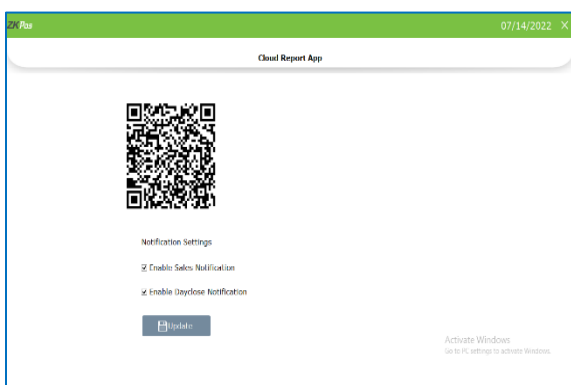 ZKPos
07/14/2022 X
Cloud Report App
Notification Settings
Enable Sales Notification
Enable Dayclose Notification
Update
Activate Windows
Go to PC settings to activate Windows.